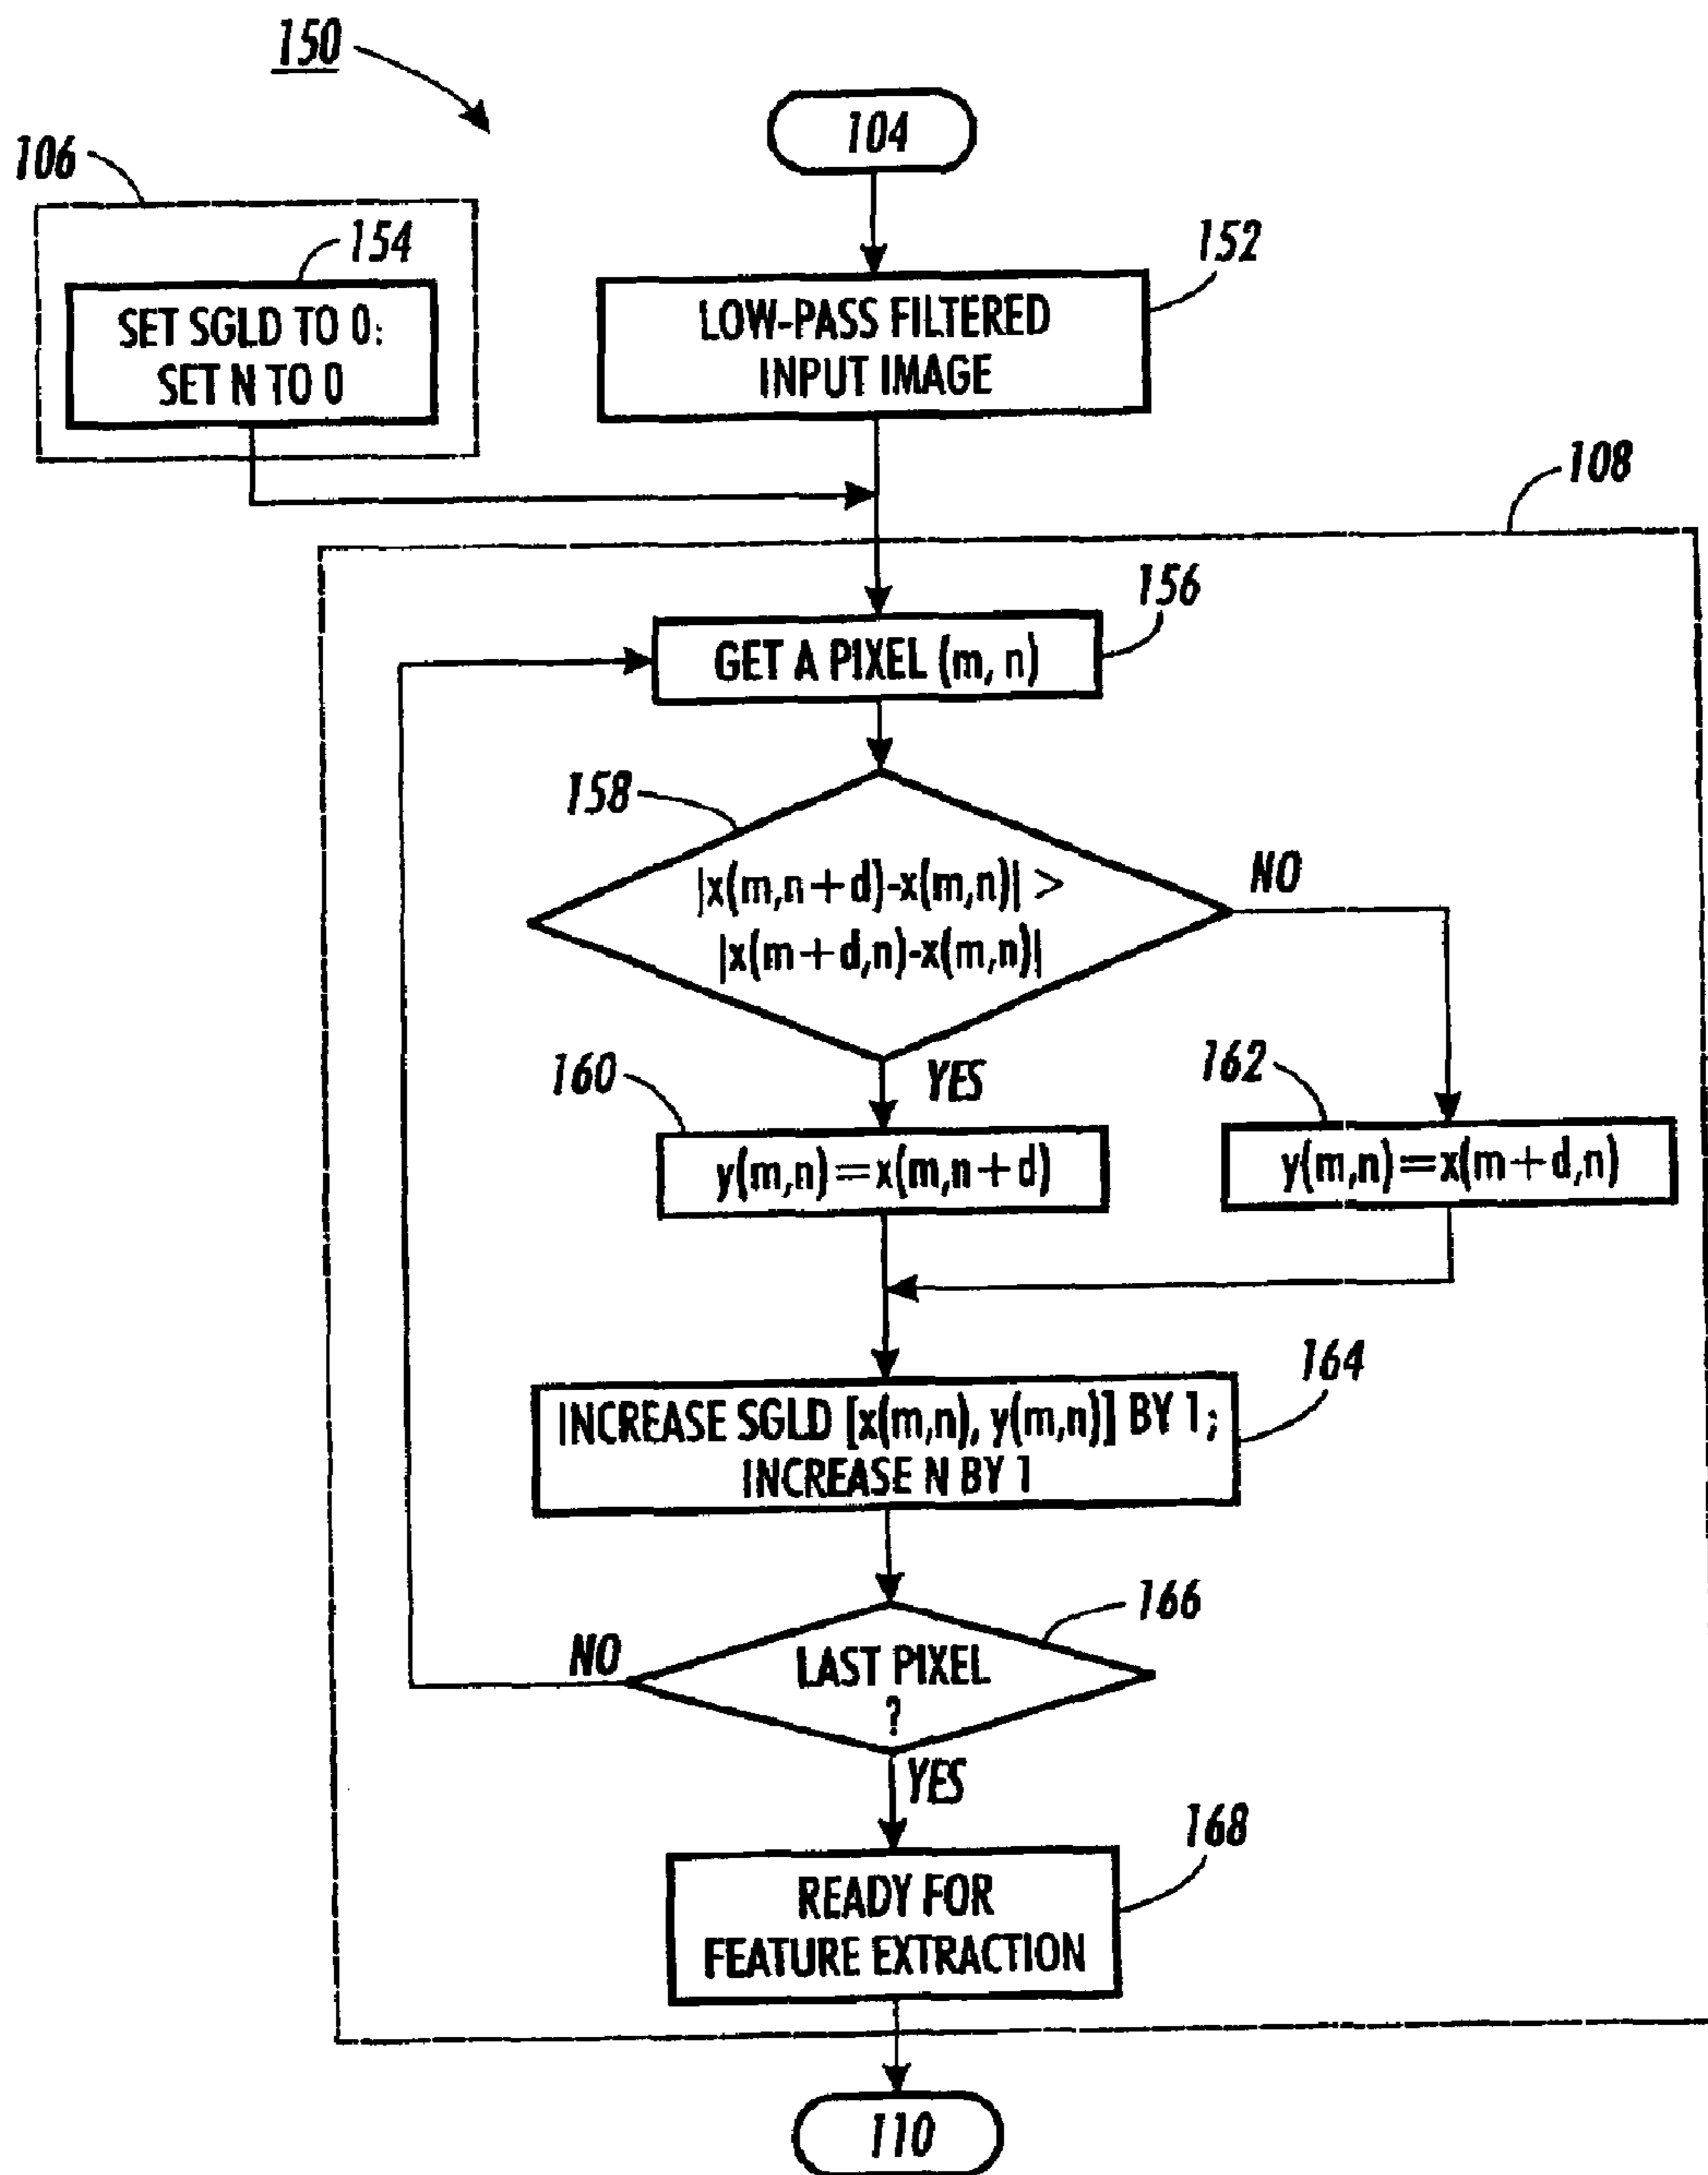 150
104
106
154
152
SET SGLD TO 0:
SET N TO 0
LOW-PASS FILTERED
INPUT IMAGE
108
156
GET A PIXEL (m, n)
158
|x(m,n+d)-x(m,n)| >
|x(m+d,n)-x(m,n)|
NO
YES
160
162
y(m,n)=x(m,n+d)
y(m,n)=x(m+d,n)
164
INCREASE SGLD [x(m,n), y(m,n)] BY 1;
INCREASE N BY 1
166
NO
LAST PIXEL
?
YES
168
READY FOR
FEATURE EXTRACTION
110